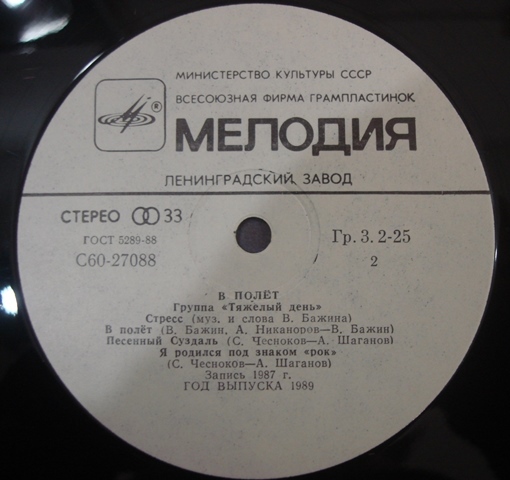 МИНИСТЕРСТВО КУЛЬТУРЫ СССР
ВСЕСОЮЗНАЯ ФИРМА ГРАМПЛАСТИНОК
МЕЛОДИЯ
ЛЕНИНГРАДСКИЙ ЗАВОД
СТЕРЕО 33
ГОСТ 5289-88
С60-27088
Гр. 3. 2-25
2
В ПОЛЁТ
Группа «Тяжелый день»
Стресс (муз. и слова В. Бажина)
В полёт (В. Бажин, А. Никаноров—В. Бажин)
Песенный Суздаль (С. Чесноков—А. Шаганов)
Я родился под знаком «рок»
(С. Чесноков—А. Шаганов)
Запись 1987 г.
ГОД ВЫПУСКА 1989